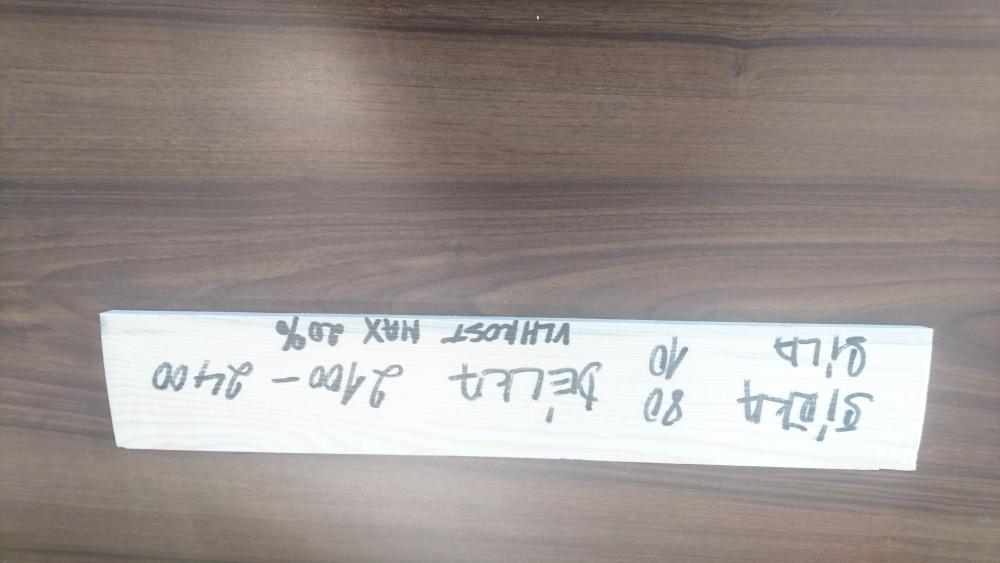 ŠÍŘKA 80 DÉLKA 2100 - 2400
SÍLA 10 VLHKOST MAX 20%